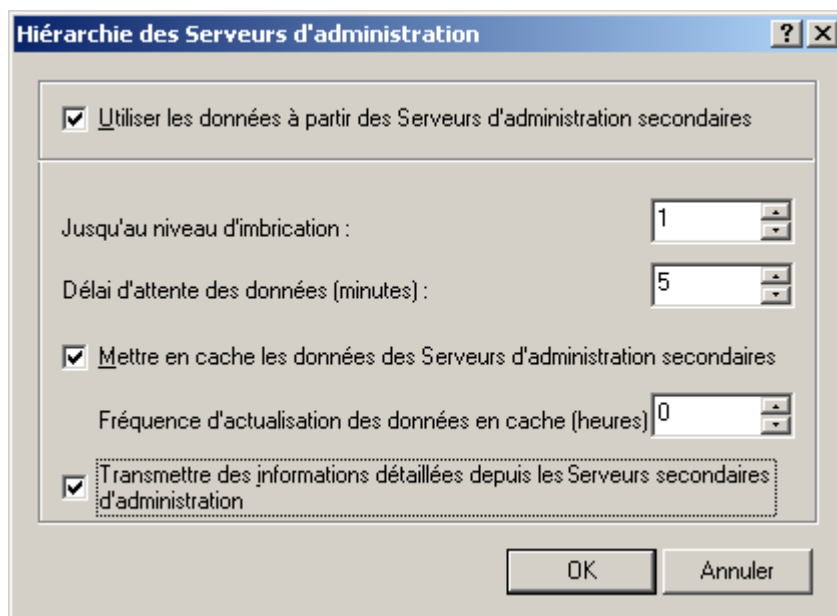 Hiérarchie des Serveurs d'administration
Utiliser les données à partir des Serveurs d'administration secondaires
Jusqu'au niveau d'imbrication :
1
Délai d'attente des données (minutes) :
5
Mettre en cache les données des Serveurs d'administration secondaires
Fréquence d'actualisation des données en cache (heures)
0
Transmettre des informations détaillées depuis les Serveurs secondaires
d'administration
OK
Annuler